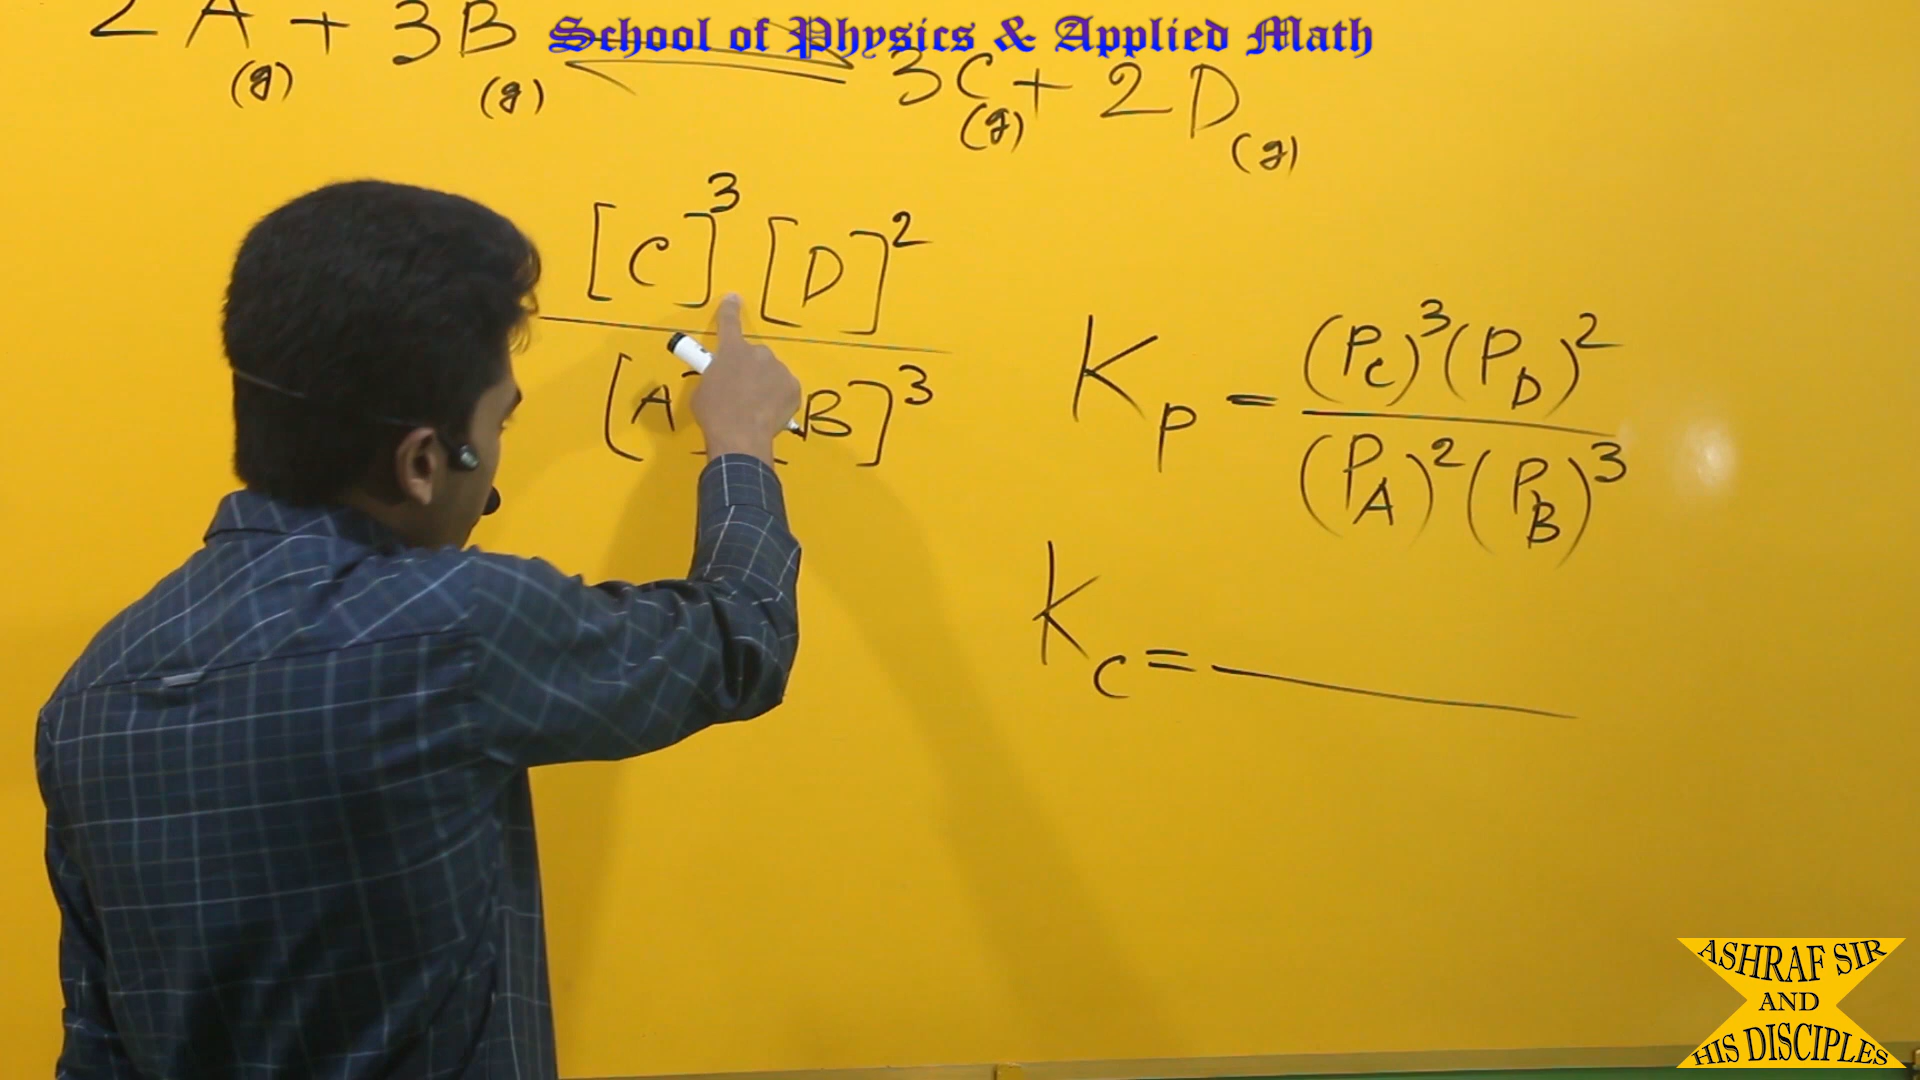 School of Physics & Applied Math
2A(g) + 3B(g) ⇌ 3C(g) + 2D(g)
[C]³ [D]²
[A] [B]³
Kp = (PC)³ (PD)² / (PA)² (PB)³
Kc =
ASHRAF SIR
AND
HIS DISCIPLES